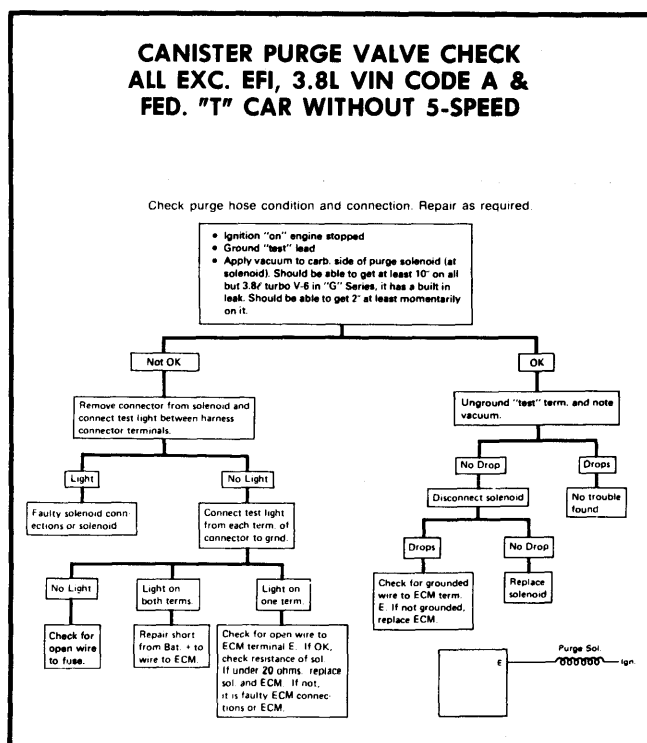 CANISTER PURGE VALVE CHECK
ALL EXC. EFI, 3.8L VIN CODE A &
FED. "T" CAR WITHOUT 5-SPEED
Check purge hose condition and connection. Repair as required.
• Ignition "on" engine stopped
• Ground "test" lead
• Apply vacuum to carb. side of purge solenoid (at
solenoid). Should be able to get at least 10" on all
but 3.8ℓ turbo V-6 in "G" Series, it has a built in
leak. Should be able to get 2" at least momentarily
on it.
Not OK
OK
Remove connector from solenoid and
connect test light between harness
connector terminals.
Unground "test" term. and note
vacuum.
Light
No Light
No Drop
Drops
Faulty solenoid conn-
ections or solenoid
Connect test light
from each term. of
connector to grnd.
Disconnect solenoid
No trouble
found
Drops
No Drop
No Light
Light on
both terms.
Light on
one term.
Check for grounded
wire to ECM term.
E. If not grounded,
replace ECM.
Replace
solenoid
Check for
open wire
to fuse.
Repair short
from Bat. + to
wire to ECM.
Check for open wire to
ECM terminal E. If OK,
check resistance of sol.
If under 20 ohms. replace
sol. and ECM. If not,
it is faulty ECM connec-
tions or ECM.
E
Purge Sol.
Ign.